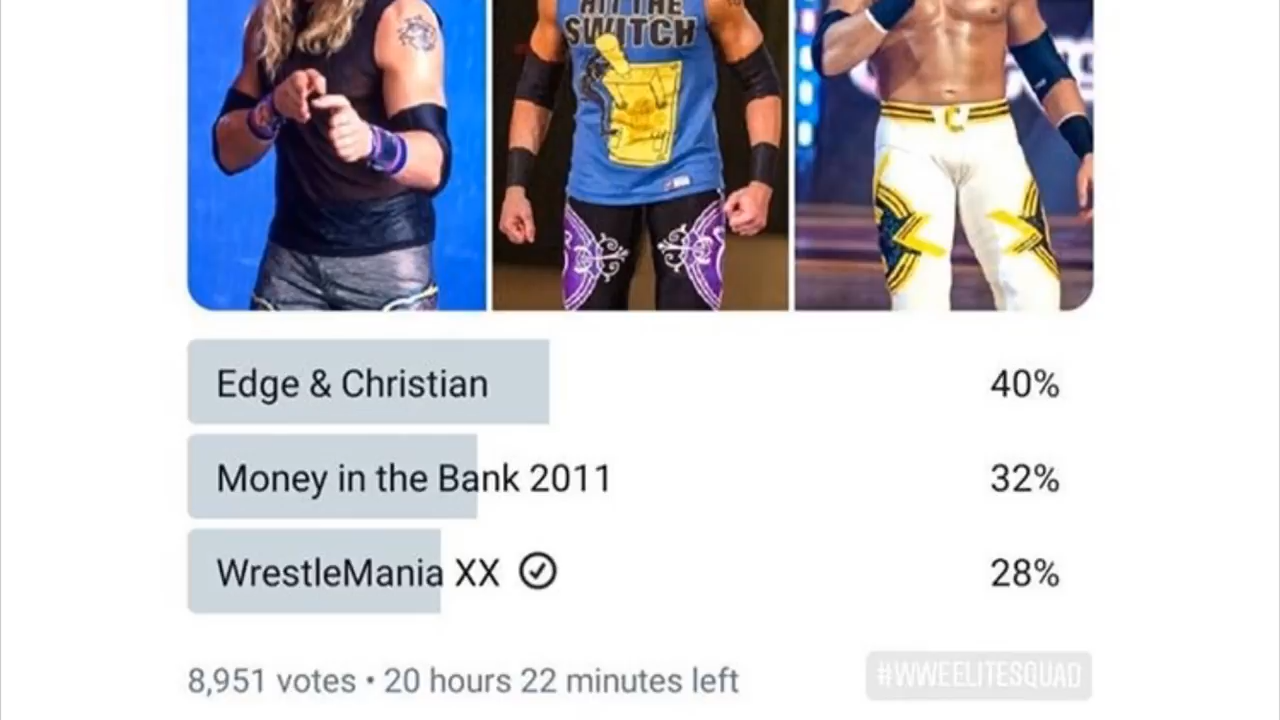 HIT THE
SWITCH
Edge & Christian 40%
Money in the Bank 2011 32%
WrestleMania XX 28%
8,951 votes • 20 hours 22 minutes left
#WWEELITESQUAD